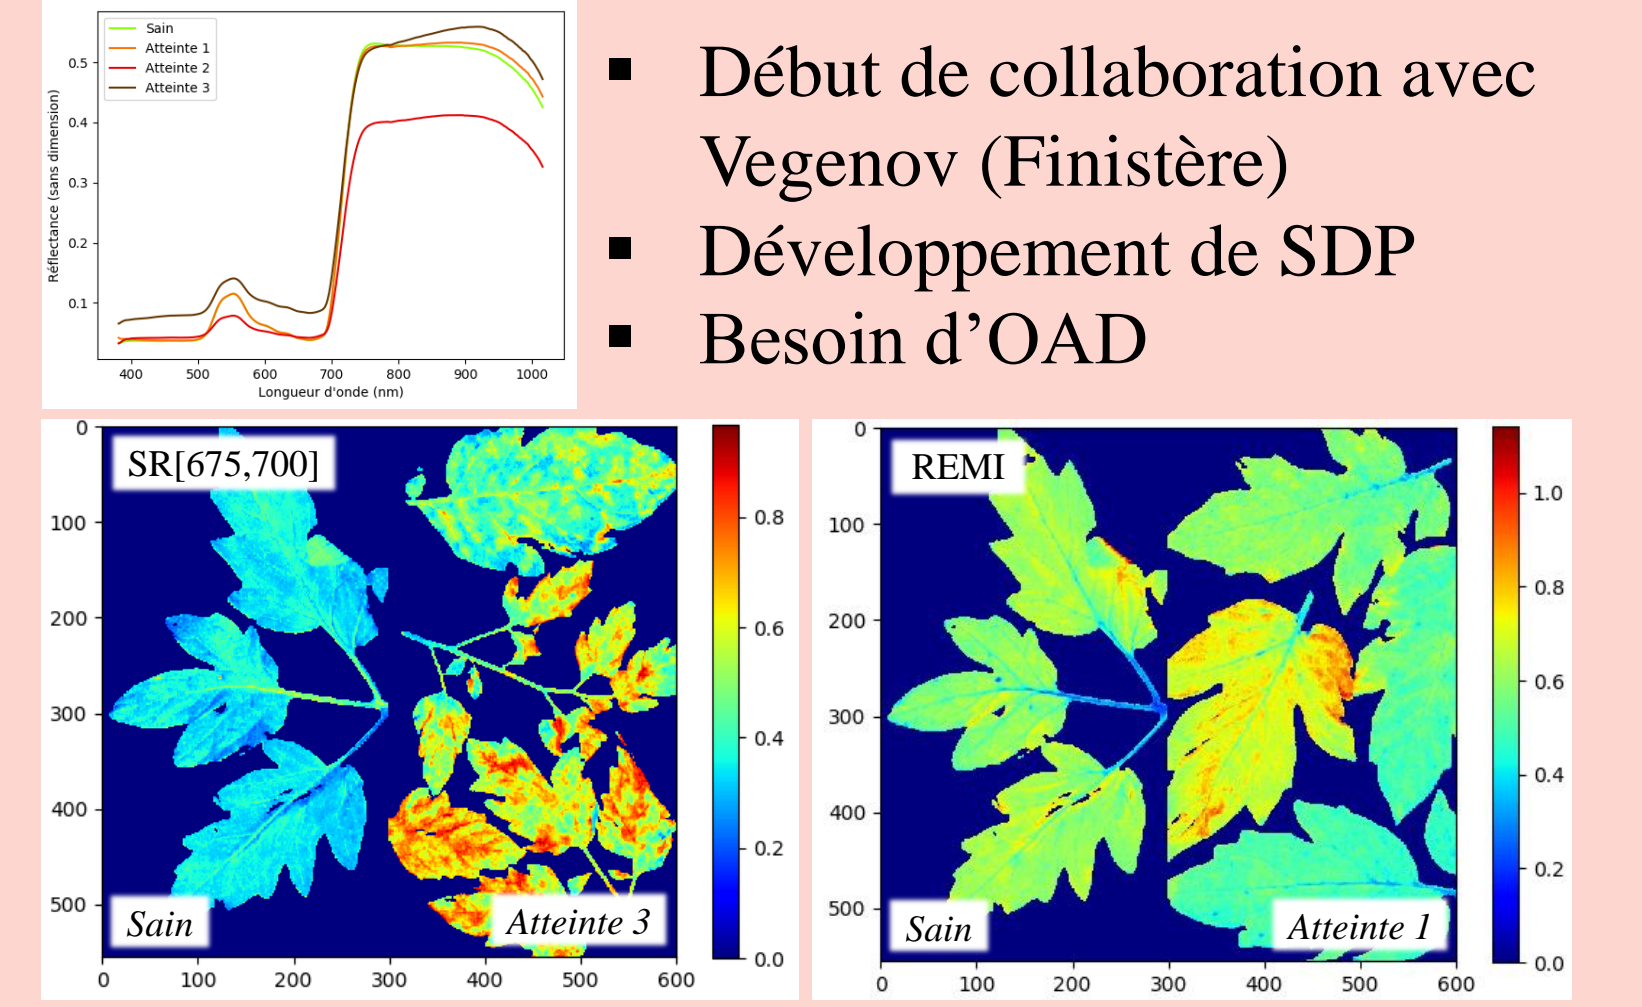 Sain
Atteinte 1
Atteinte 2
Atteinte 3
Réflectance (sans dimension)
0.5
0.4
0.3
0.2
0.1
400 500 600 700 800 900 1000
Longueur d'onde (nm)
▪ Début de collaboration avec
Vegenov (Finistère)
▪ Développement de SDP
▪ Besoin d’OAD
SR[675,700]
0
100
200
300
400
500
0 100 200 300 400 500 600
Sain
Atteinte 3
0.8
0.6
0.4
0.2
0.0
REMI
0
100
200
300
400
500
0 100 200 300 400 500 600
Sain
Atteinte 1
1.0
0.8
0.6
0.4
0.2
0.0